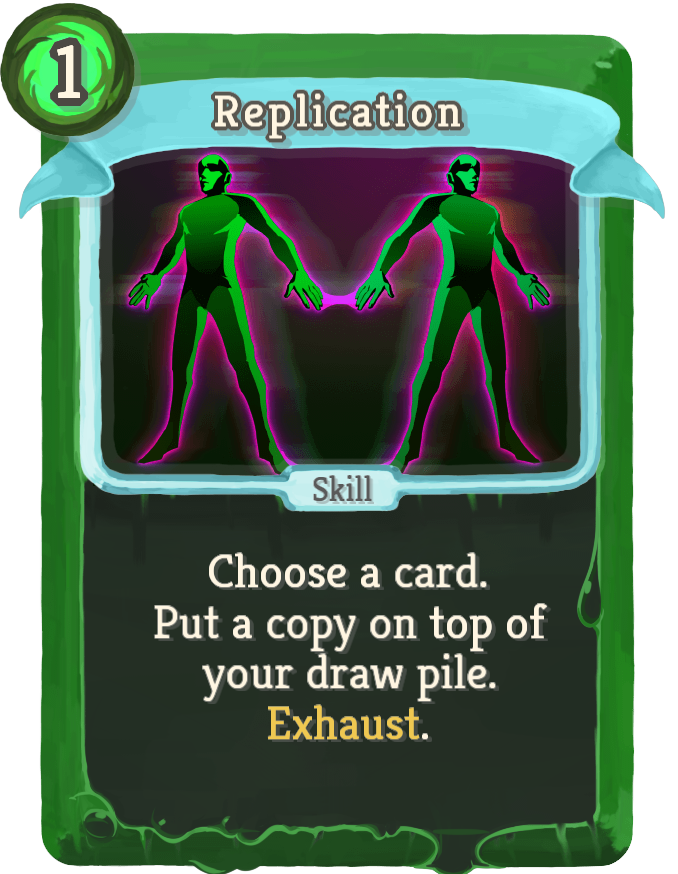 1
Replication
Skill
Choose a card.
Put a copy on top of
your draw pile.
Exhaust.